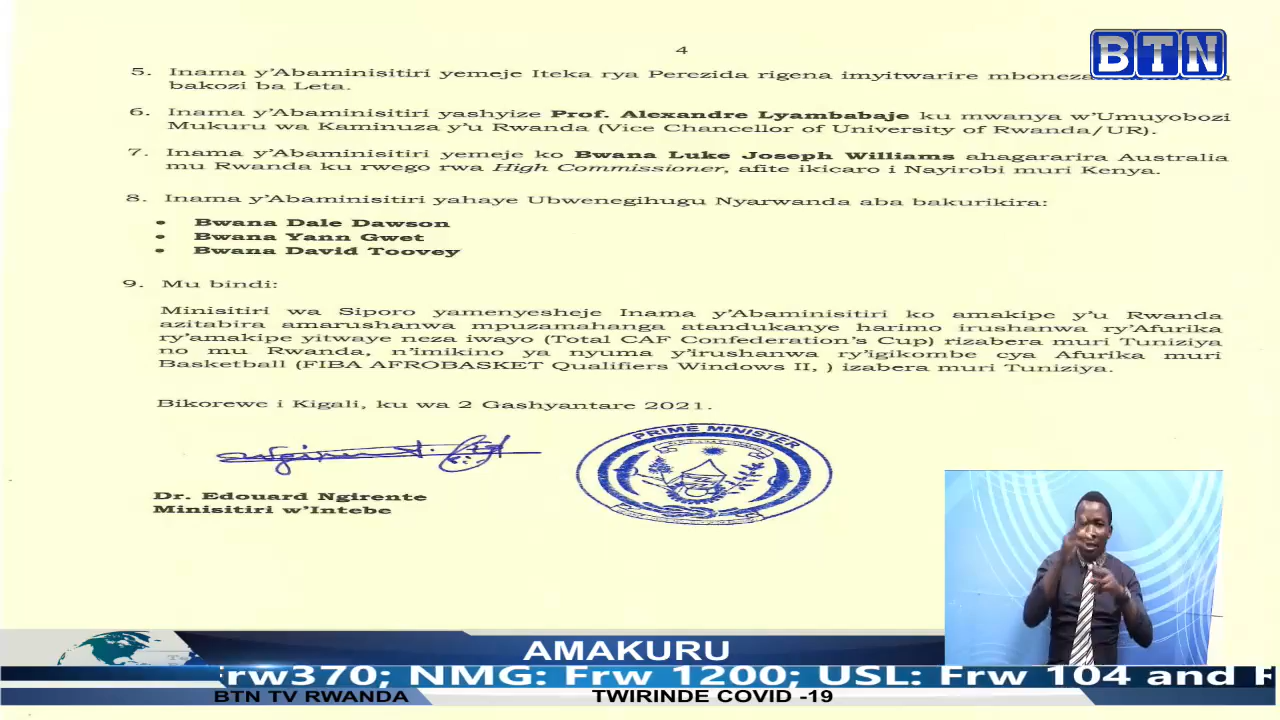 BTN
4
5. Inama y'Abaminisitiri yemeje Iteka rya Perezida rigena imyitwarire
bakozi ba Leta.
6. Inama y'Abaminisitiri yashyize Prof. Alexandre Lyambabaje ku mwanya w'Umuyobozi
Mukuru wa Kaminuza y'u Rwanda (Vice Chancellor of University of Rwanda/UR).
7. Inama y'Abaminisitiri yemeje ko Bwana Luke Joseph Williams ahagararira Australia
mu Rwanda ku rwego rwa High Commissioner, afite ikicaro i Nayirobi muri Kenya.
8. Inama y'Abaminisitiri yahaye Ubwenegihugu Nyarwanda aba bakurikira:
• Bwana Dale Dawson
• Bwana Yann Gwet
• Bwana David Toovey
9. Mu bindi:
Minisitiri wa Siporo yamenyesheje Inama y'Abaminisitiri ko amakipe y'u Rwanda
azitabira amarushanwa mpuzamahanga atandukanye harimo irushanwa ry'Afurika
ry'amakipe yitwaye neza iwayo (Total CAF Confederation's Cup) rizabera muri Tuniziya
no mu Rwanda, n'imikino ya nyuma y'irushanwa ry'igikombe cya Afurika muri
Basketball (FIBA AFROBASKET Qualifiers Windows II, ) izabera muri Tuniziya.
Bikorewe i Kigali, ku wa 2 Gashyantare 2021.
PRIME MINISTER
Dr. Edouard Ngirente
Minisitiri w'Intebe
AMAKURU
Frw370; NMG: Frw 1200; USL: Frw 104 and
BTN TV RWANDA
TWIRINDE COVID -19